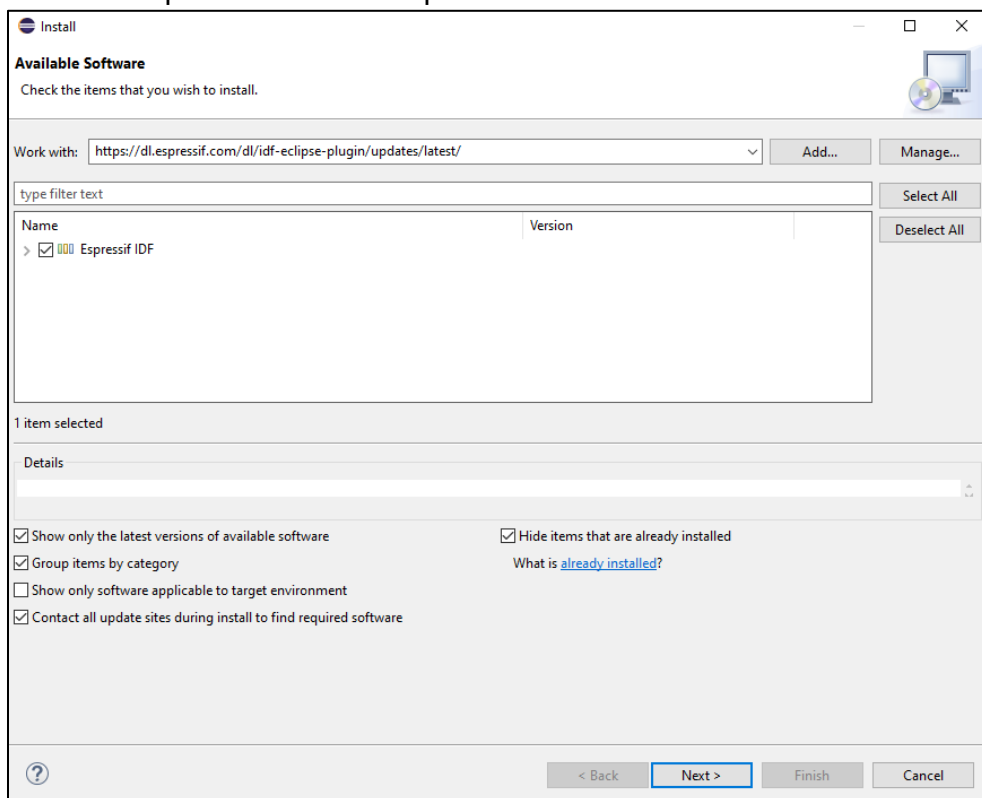 Install
Available Software
Check the items that you wish to install.
Work with: https://dl.espressif.com/dl/idf-eclipse-plugin/updates/latest/ Add... Manage...
type filter text Select All
Name Version Deselect All
Espressif IDF
1 item selected
Details
Show only the latest versions of available software Hide items that are already installed
Group items by category What is already installed?
Show only software applicable to target environment
Contact all update sites during install to find required software
? < Back Next > Finish Cancel